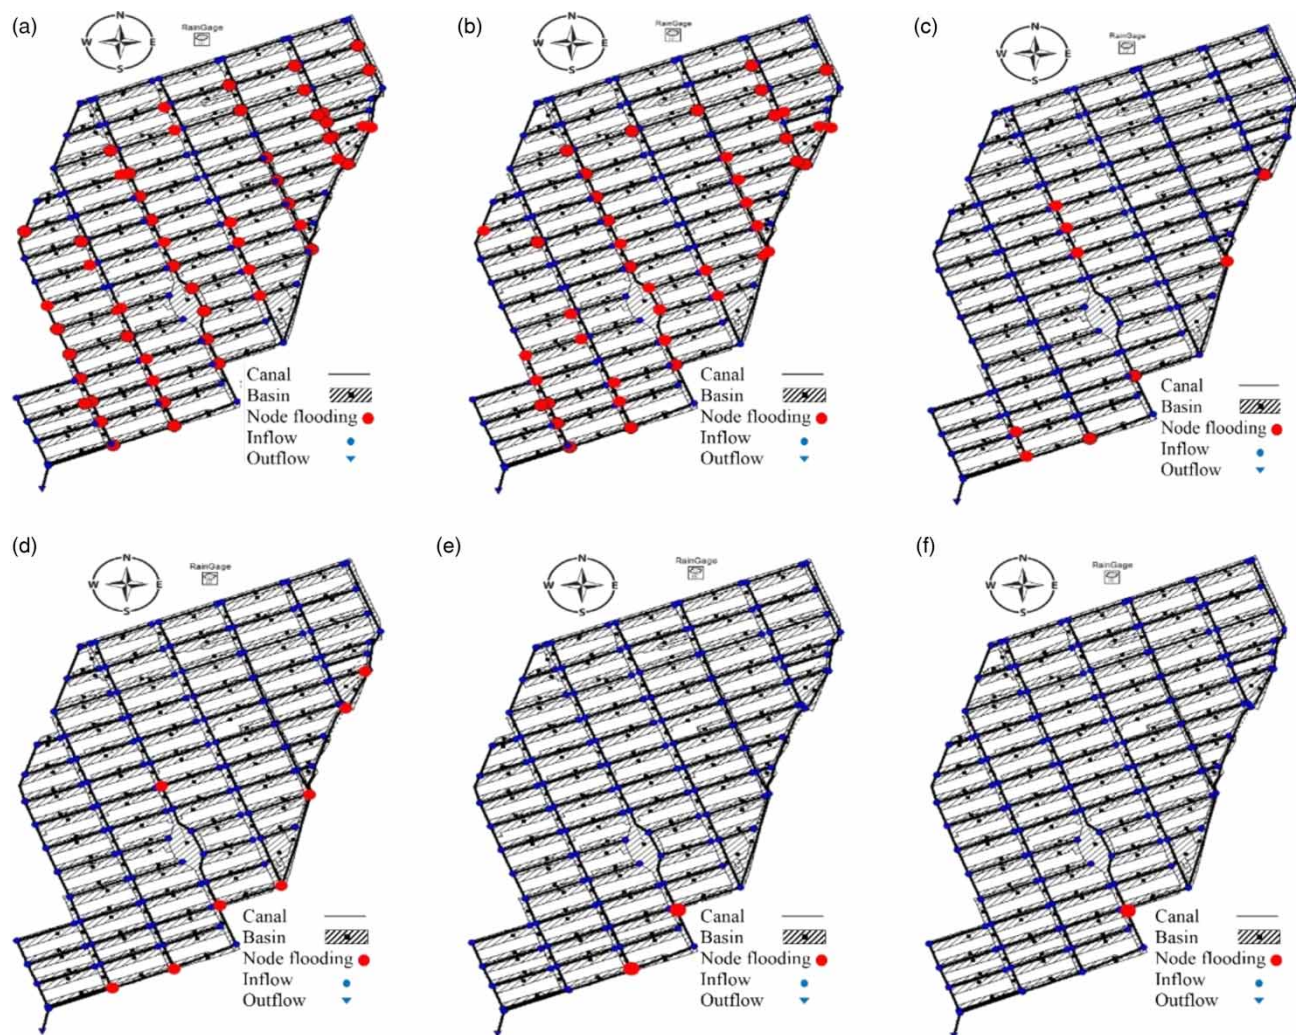 (a)
N
W
E
S
RainGage
Canal
Basin
Node flooding
Inflow
Outflow
(b)
N
W
E
S
RainGage
Canal
Basin
Node flooding
Inflow
Outflow
(c)
N
W
E
S
RainGage
Canal
Basin
Node flooding
Inflow
Outflow
(d)
N
W
E
S
RainGage
Canal
Basin
Node flooding
Inflow
Outflow
(e)
N
W
E
S
RainGage
Canal
Basin
Node flooding
Inflow
Outflow
(f)
N
W
E
S
RainGage
Canal
Basin
Node flooding
Inflow
Outflow